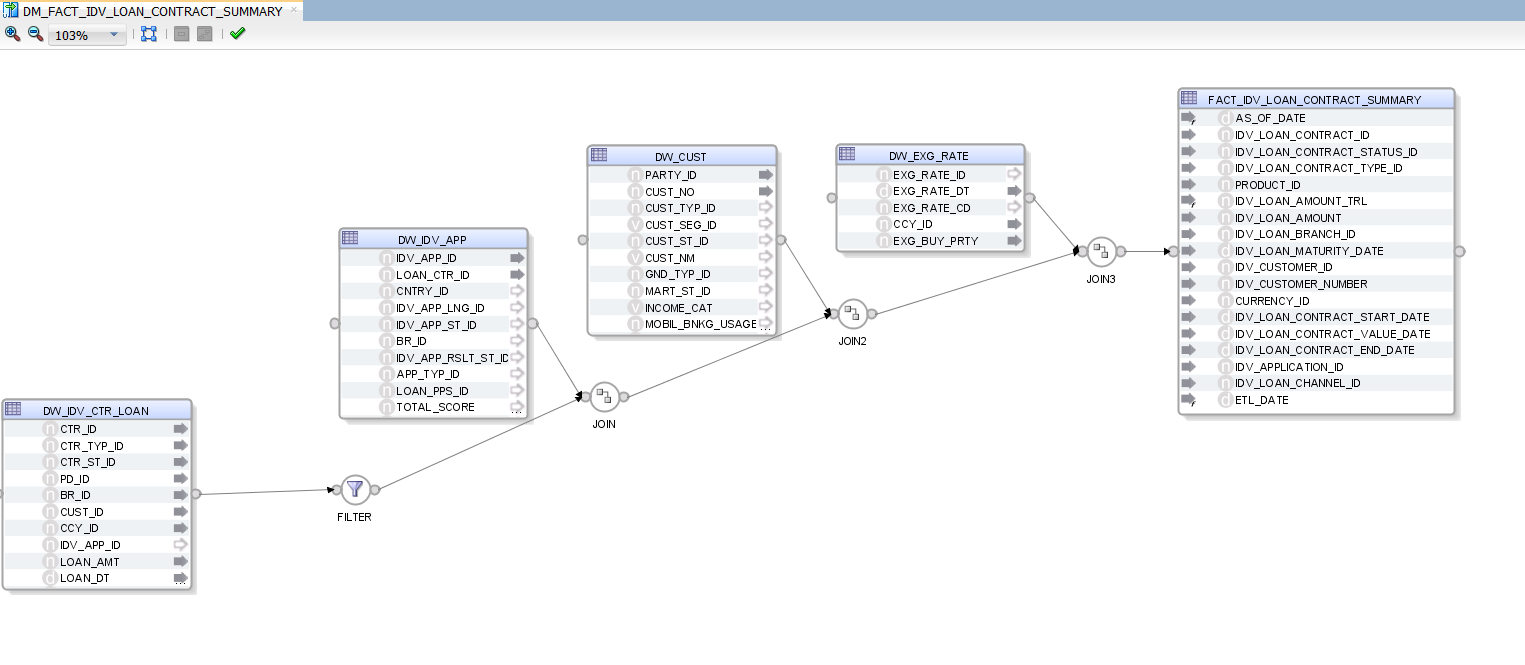 DM_FACT_IDV_LOAN_CONTRACT_SUMMARY
103%
DW_IDV_CTR_LOAN
CTR_ID
CTR_TYP_ID
CTR_ST_ID
PD_ID
BR_ID
CUST_ID
CCY_ID
IDV_APP_ID
LOAN_AMT
LOAN_DT
FILTER
DW_IDV_APP
IDV_APP_ID
LOAN_CTR_ID
CNTRY_ID
IDV_APP_LNG_ID
IDV_APP_ST_ID
BR_ID
IDV_APP_RSLT_ST_ID
APP_TYP_ID
LOAN_PPS_ID
TOTAL_SCORE
JOIN
DW_CUST
PARTY_ID
CUST_NO
CUST_TYP_ID
CUST_SEG_ID
CUST_ST_ID
CUST_NM
GND_TYP_ID
MART_ST_ID
INCOME_CAT
MOBIL_BNKG_USAGE
JOIN2
DW_EXG_RATE
EXG_RATE_ID
EXG_RATE_DT
EXG_RATE_CD
CCY_ID
EXG_BUY_PRTY
JOIN3
FACT_IDV_LOAN_CONTRACT_SUMMARY
AS_OF_DATE
IDV_LOAN_CONTRACT_ID
IDV_LOAN_CONTRACT_STATUS_ID
IDV_LOAN_CONTRACT_TYPE_ID
PRODUCT_ID
IDV_LOAN_AMOUNT_TRL
IDV_LOAN_AMOUNT
IDV_LOAN_BRANCH_ID
IDV_LOAN_MATURITY_DATE
IDV_CUSTOMER_ID
IDV_CUSTOMER_NUMBER
CURRENCY_ID
IDV_LOAN_CONTRACT_START_DATE
IDV_LOAN_CONTRACT_VALUE_DATE
IDV_LOAN_CONTRACT_END_DATE
IDV_APPLICATION_ID
IDV_LOAN_CHANNEL_ID
ETL_DATE